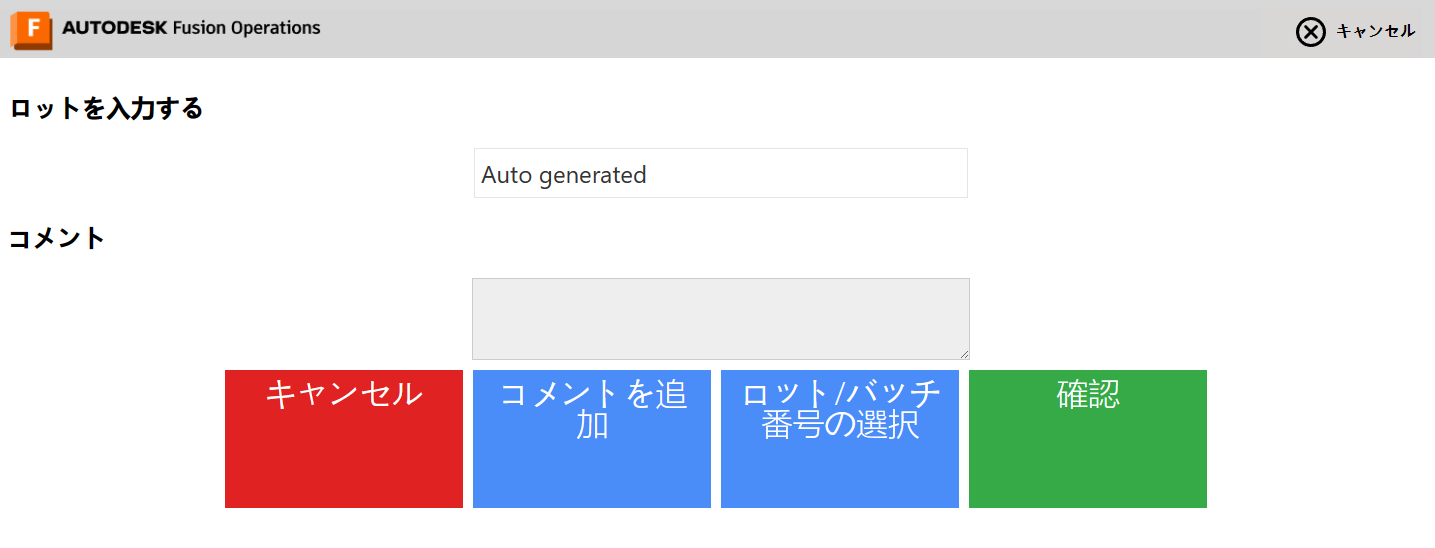 AUTODESK Fusion Operations
キャンセル
ロットを入力する
Auto generated
コメント
キャンセル
コメントを追
加
ロット/バッチ
番号の選択
確認